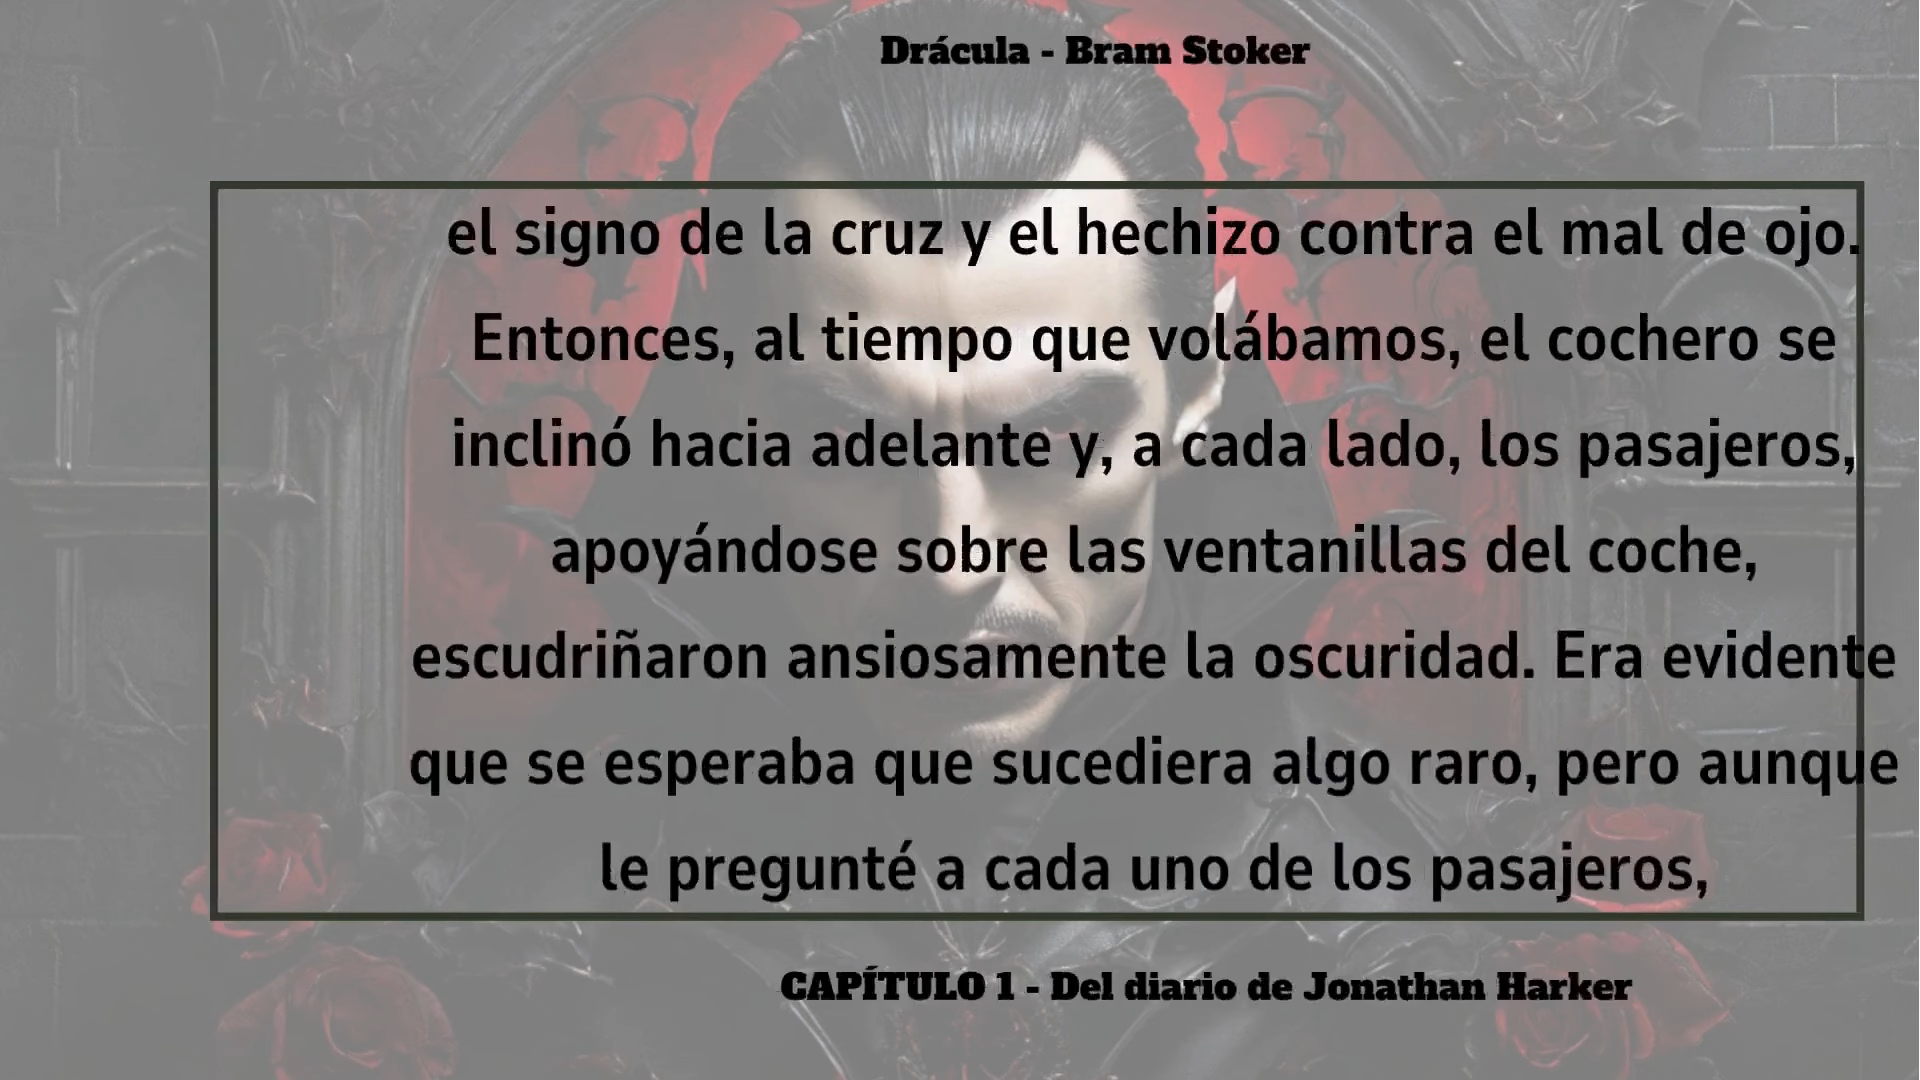 Drácula - Bram Stoker
el signo de la cruz y el hechizo contra el mal de ojo.
Entonces, al tiempo que volábamos, el cochero se
inclinó hacia adelante y, a cada lado, los pasajeros,
apoyándose sobre las ventanillas del coche,
escudriñaron ansiosamente la oscuridad. Era evidente
que se esperaba que sucediera algo raro, pero aunque
le pregunté a cada uno de los pasajeros,
CAPÍTULO 1 - Del diario de Jonathan Harker